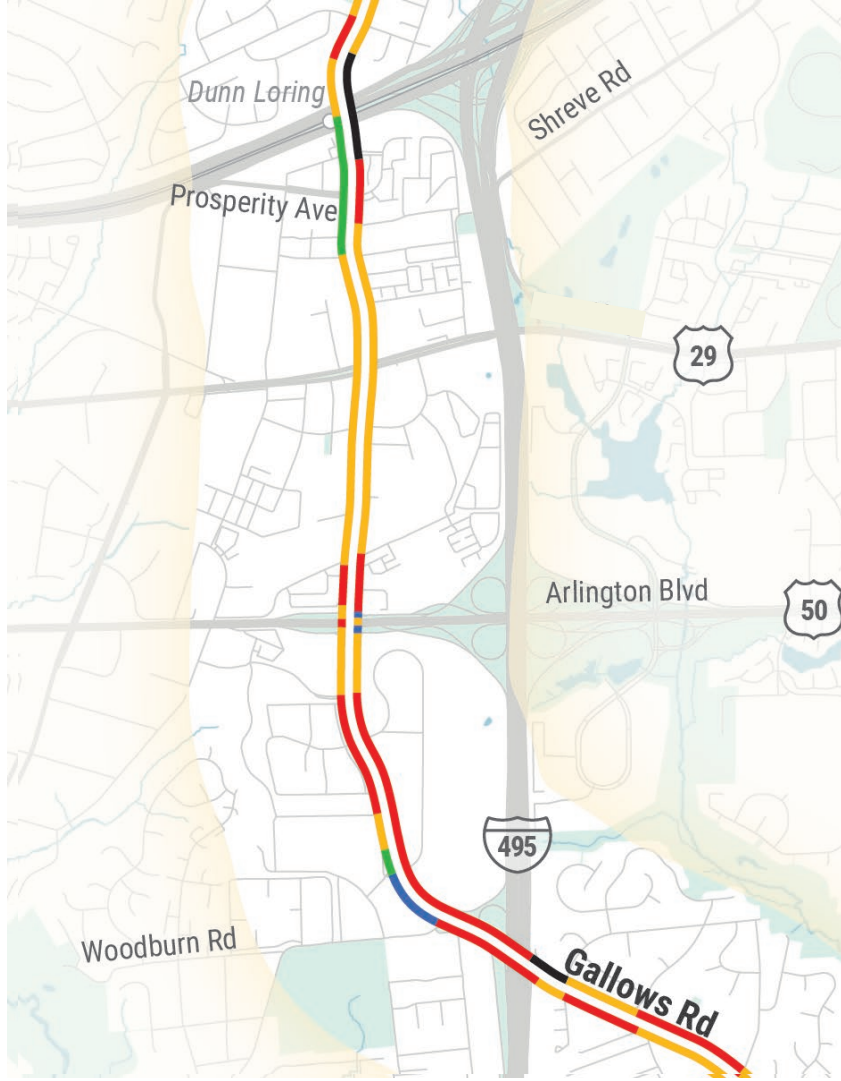 Dunn Loring
Shreve Rd
Prosperity Ave
29
Arlington Blvd
50
495
Woodburn Rd
Gallows Rd